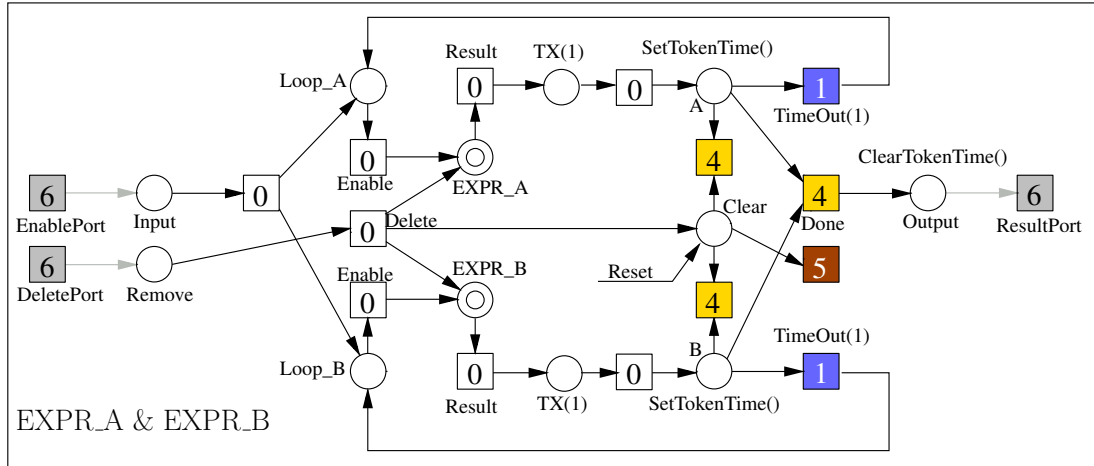 Result
TX(1)
SetTokenTime()
Loop_A
0
0
A
1
TimeOut(1)
0
4
ClearTokenTime()
6
Input
0
Enable
EXPR_A
4
6
EnablePort
Delete
Clear
Done
Output
ResultPort
0
6
DeletePort
Remove
Enable
EXPR_B
Reset
5
0
4
TimeOut(1)
Loop_B
B
0
0
1
Result
TX(1)
SetTokenTime()
EXPR_A & EXPR_B